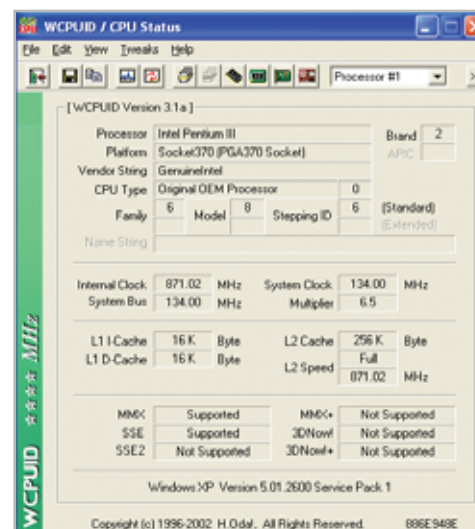 WCPUID / CPU Status
File Edit View Tweaks Help
Processor #1
[ WCPUID Version 3.1a ]
Processor Intel Pentium III Brand 2
Platform Socket370 (PGA370 Socket) APIC
Vendor String GenuineIntel
CPU Type Original OEM Processor 0
Family 6 Model 8 Stepping ID 6 (Standard)
(Extended)
Name String
Internal Clock 871.02 MHz System Clock 134.00 MHz
System Bus 134.00 MHz Multiplier 6.5
L1 I-Cache 16 K Byte L2 Cache 256 K Byte
L1 D-Cache 16 K Byte L2 Speed Full
871.02 MHz
MMX Supported MMX+ Not Supported
SSE Supported 3DNow! Not Supported
SSE2 Not Supported 3DNow!+ Not Supported
Windows XP Version 5.01.2600 Service Pack 1
Copyright (c) 1996-2002 H.Oda!, All Rights Reserved. 886E948E
WCPUID **** MHz